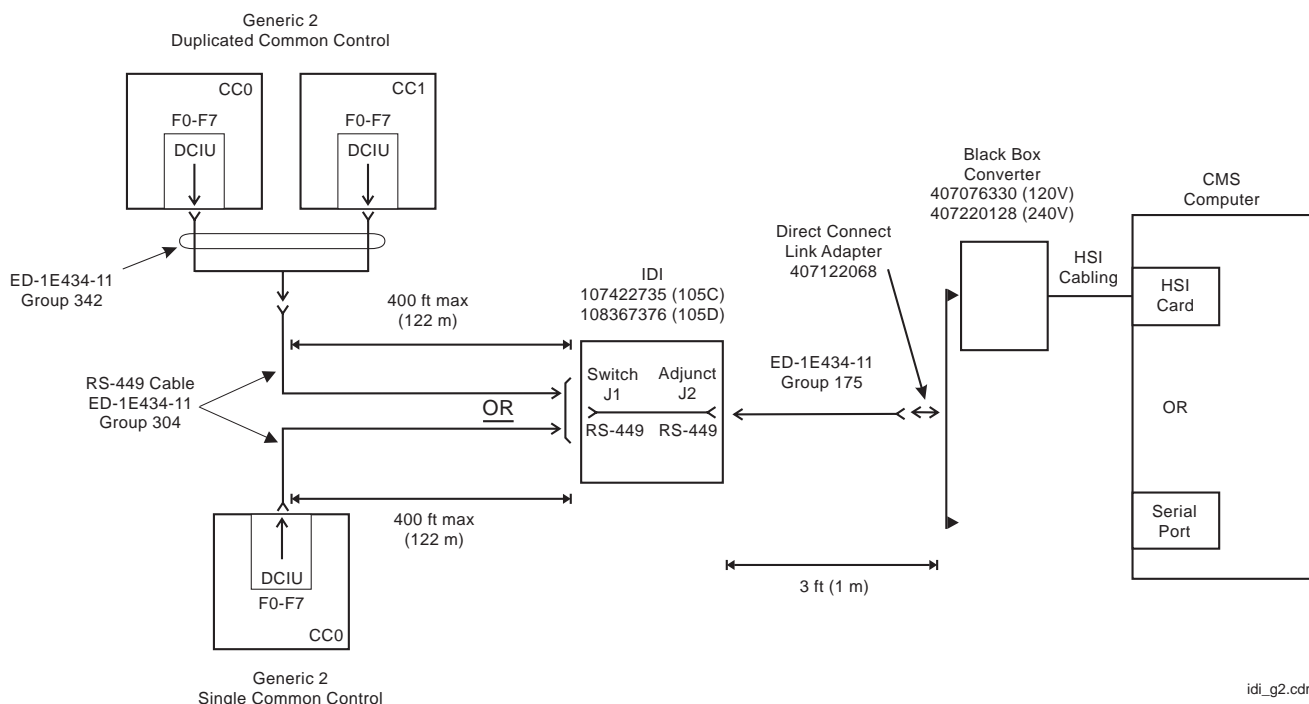 Generic 2
Duplicated Common Control
CC0
F0-F7
DCIU
CC1
F0-F7
DCIU
ED-1E434-11
Group 342
400 ft max
(122 m)
RS-449 Cable
ED-1E434-11
Group 304
OR
400 ft max
(122 m)
DCIU
F0-F7
CC0
Generic 2
Single Common Control
IDI
107422735 (105C)
108367376 (105D)
Switch
J1
Adjunct
J2
RS-449
RS-449
ED-1E434-11
Group 175
Direct Connect
Link Adapter
407122068
3 ft (1 m)
Black Box
Converter
407076330 (120V)
407220128 (240V)
HSI
Cabling
CMS
Computer
HSI
Card
OR
Serial
Port
idi_g2.cdr